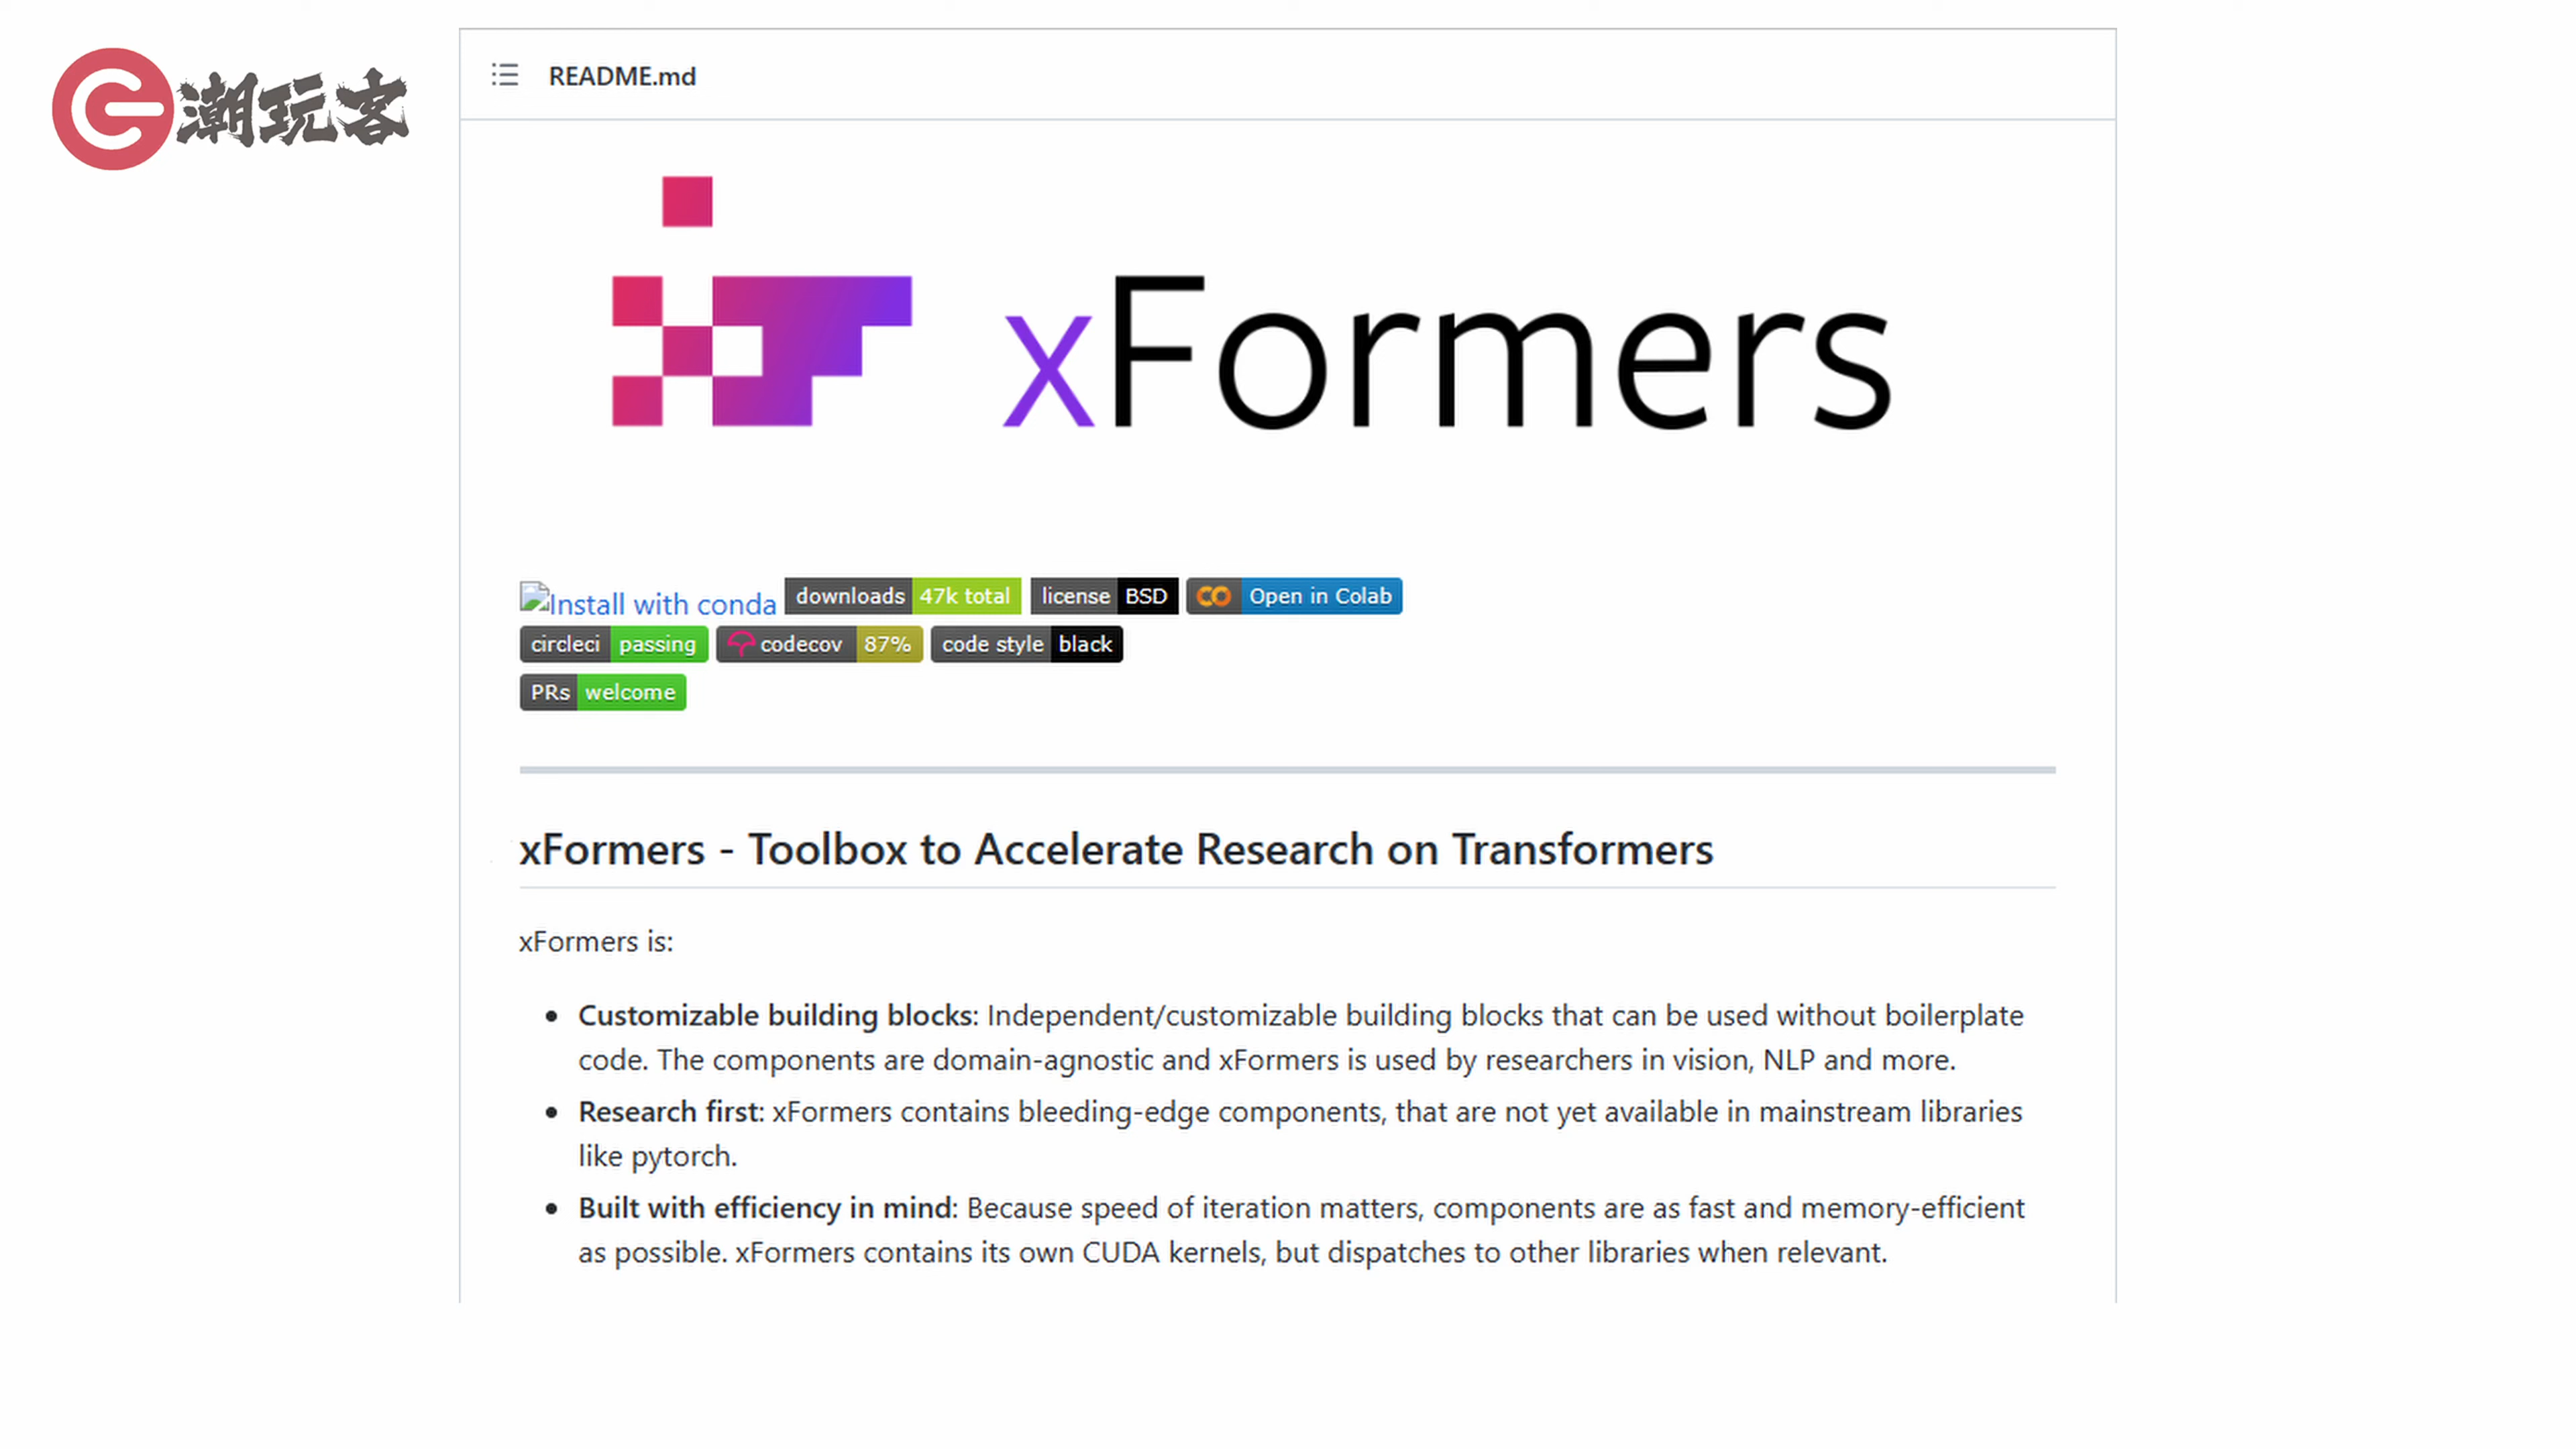 潮玩客
README.md
xFormers
Install with conda downloads 47k total license BSD Open in Colab
circleci passing codecov 87% code style black
PRs welcome
xFormers - Toolbox to Accelerate Research on Transformers
xFormers is:
Customizable building blocks: Independent/customizable building blocks that can be used without boilerplate
code. The components are domain-agnostic and xFormers is used by researchers in vision, NLP and more.
Research first: xFormers contains bleeding-edge components, that are not yet available in mainstream libraries
like pytorch.
Built with efficiency in mind: Because speed of iteration matters, components are as fast and memory-efficient
as possible. xFormers contains its own CUDA kernels, but dispatches to other libraries when relevant.